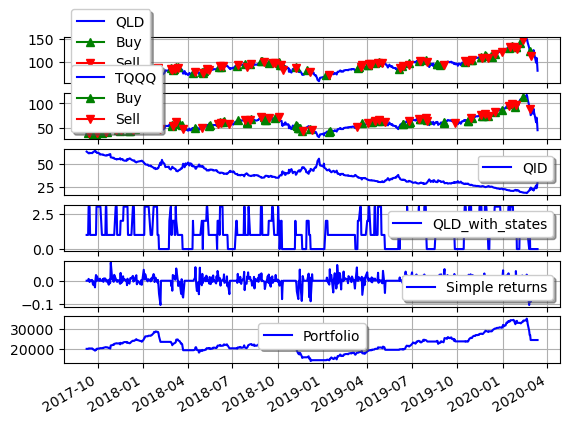 QLD
Buy
Sell
150
100
TQQQ
Buy
Sell
100
50
QID
50
25
QLD_with_states
2.5
0.0
Simple returns
0.0
−0.1
Portfolio
30000
20000
2017-10
2018-01
2018-04
2018-07
2018-10
2019-01
2019-04
2019-07
2019-10
2020-01
2020-04